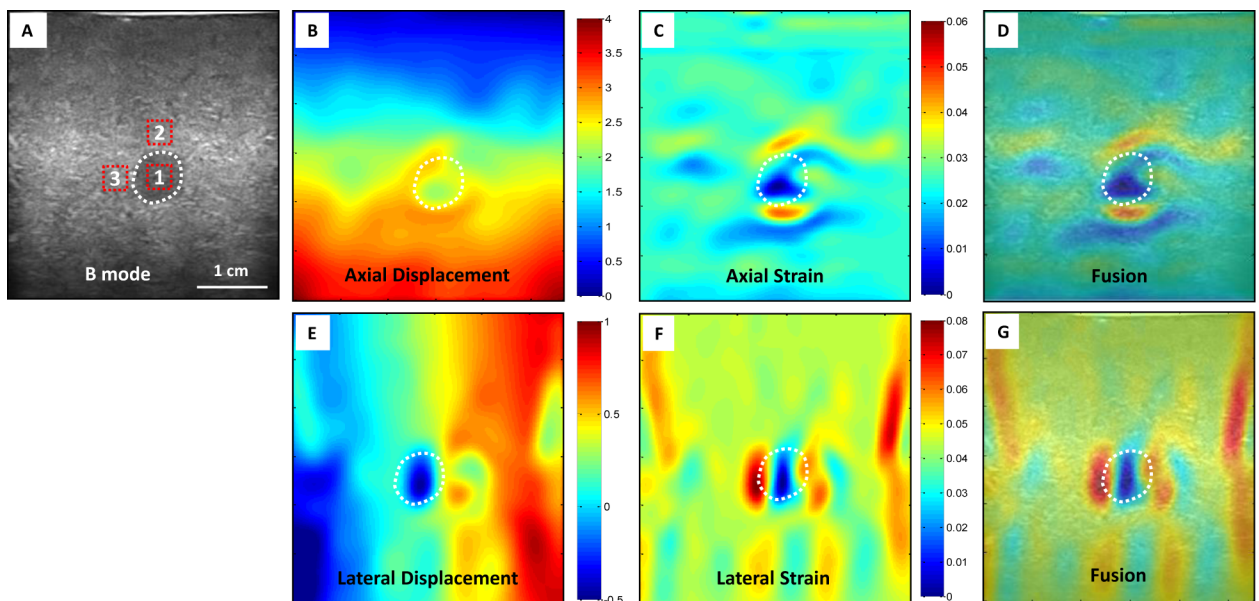 A
2
3
1
B mode
1 cm
B
Axial Displacement
4
3.5
3
2.5
2
1.5
1
0.5
0
C
Axial Strain
0.06
0.05
0.04
0.03
0.02
0.01
0
D
Fusion
E
Lateral Displacement
1
0.5
0
-0.5
F
Lateral Strain
0.08
0.07
0.06
0.05
0.04
0.03
0.02
0.01
0
G
Fusion